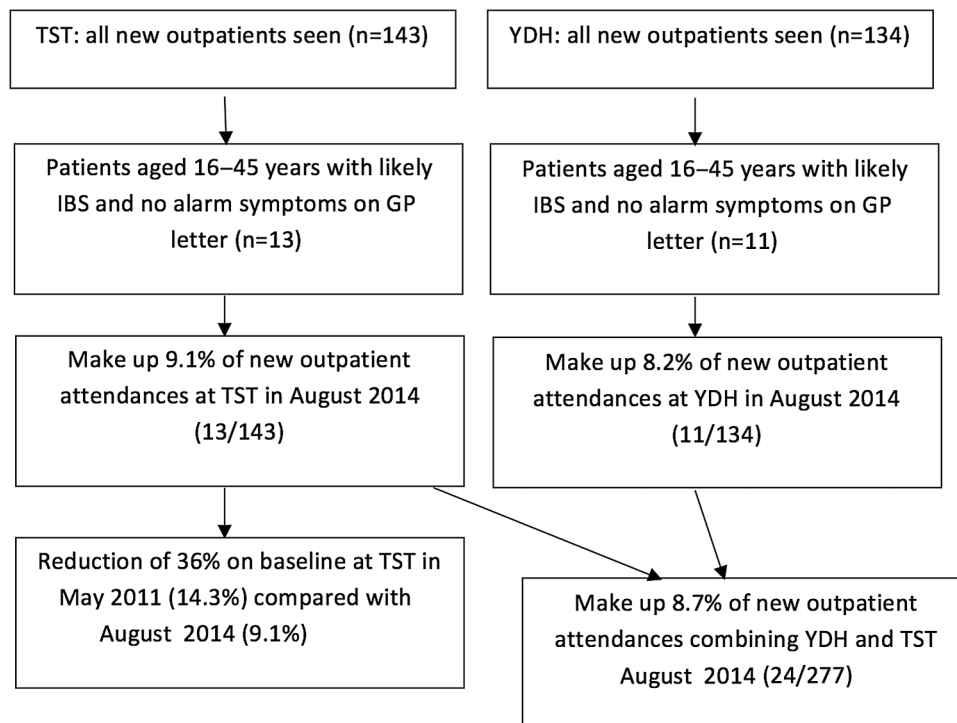 TST: all new outpatients seen (n=143)
YDH: all new outpatients seen (n=134)
Patients aged 16–45 years with likely
IBS and no alarm symptoms on GP
letter (n=13)
Patients aged 16–45 years with likely
IBS and no alarm symptoms on GP
letter (n=11)
Make up 9.1% of new outpatient
attendances at TST in August 2014
(13/143)
Make up 8.2% of new outpatient
attendances at YDH in August 2014
(11/134)
Reduction of 36% on baseline at TST in
May 2011 (14.3%) compared with
August 2014 (9.1%)
Make up 8.7% of new outpatient
attendances combining YDH and TST
August 2014 (24/277)